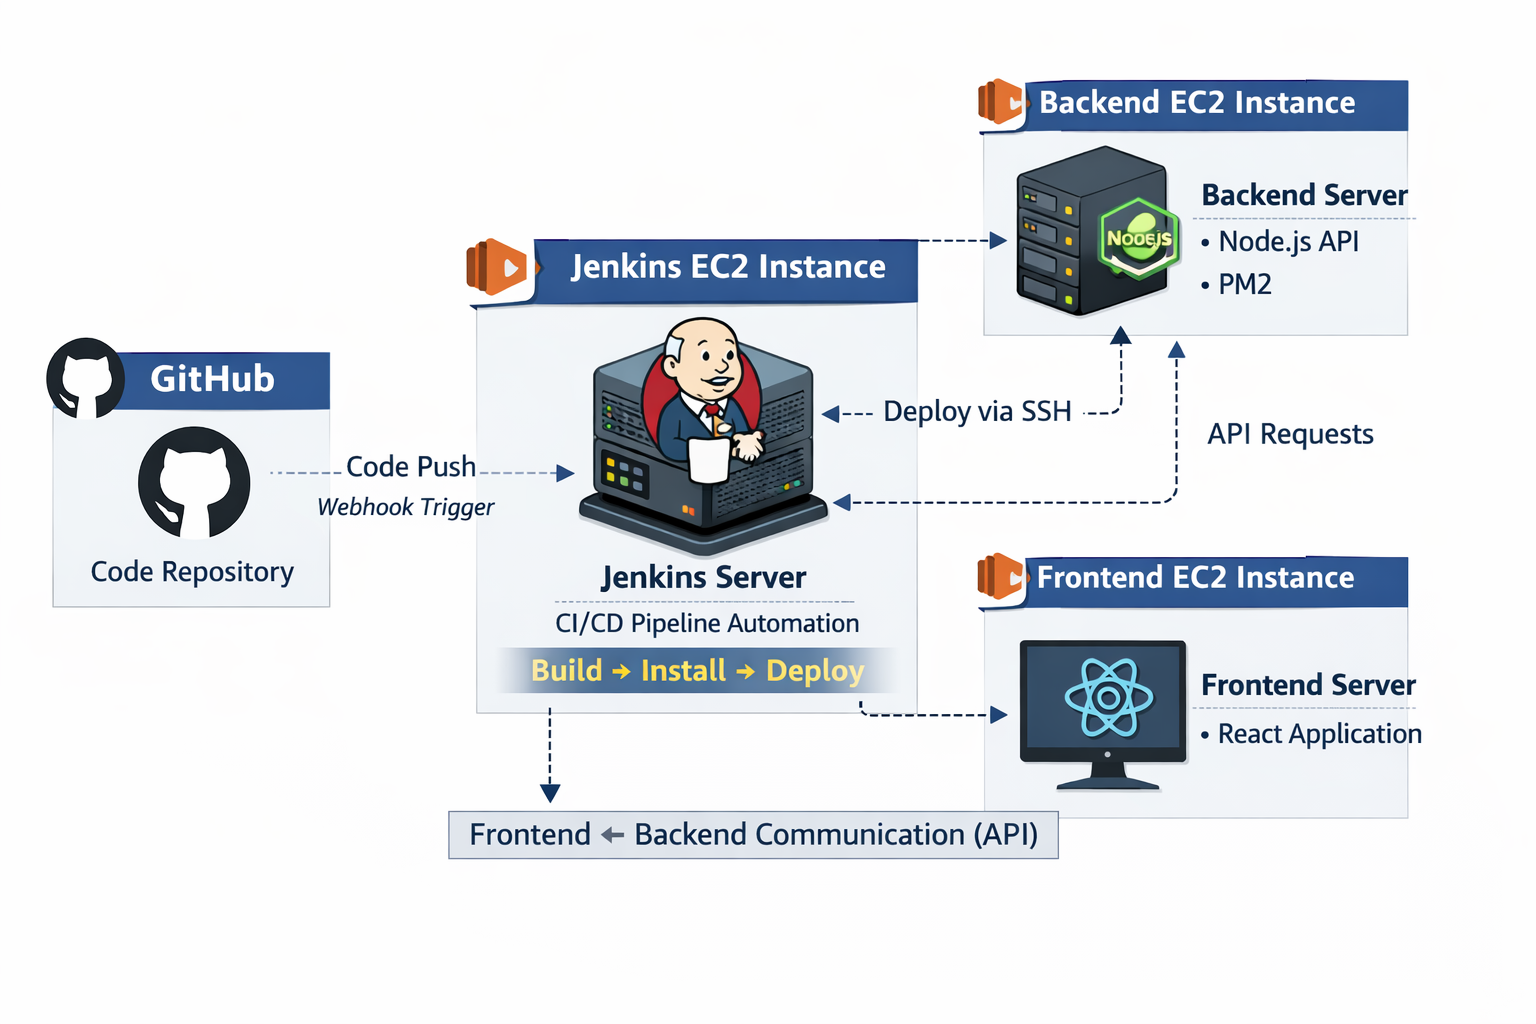 GitHub
Code Repository
Code Push
Webhook Trigger
Jenkins EC2 Instance
Jenkins Server
CI/CD Pipeline Automation
Build → Install → Deploy
Deploy via SSH
API Requests
Backend EC2 Instance
Nodejs
Backend Server
• Node.js API
• PM2
Frontend EC2 Instance
Frontend Server
• React Application
Frontend ← Backend Communication (API)